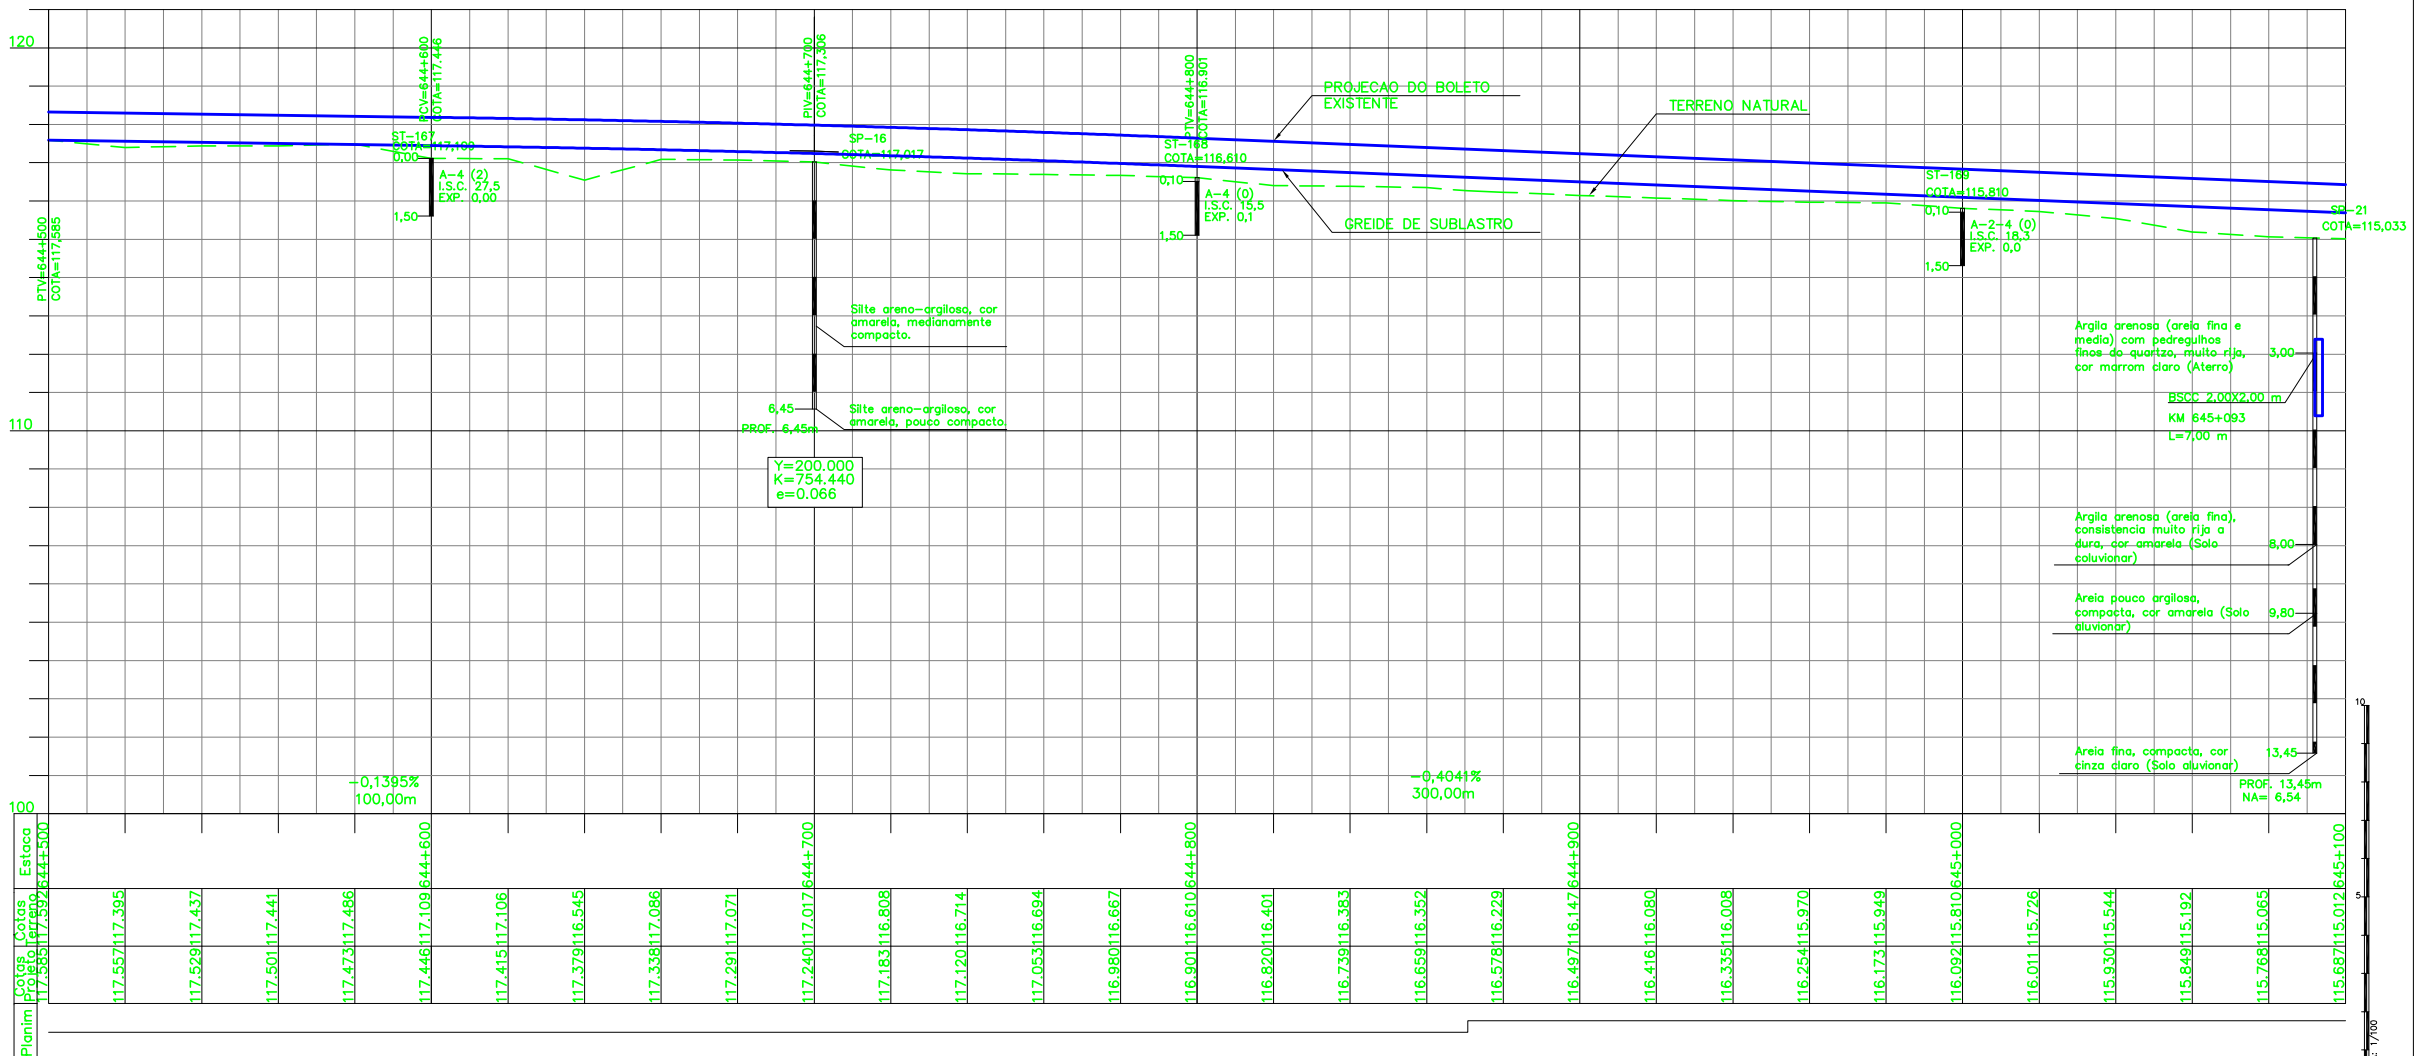 120
110
100
PTV=644+500
COTA=117,585
PCV=644+600
COTA=117.446
ST-167
COTA=117,109
0,00
1,50
A-4 (2)
I.S.C. 27,5
EXP. 0,00
PIV=644+700
COTA=117,306
SP-16
COTA=117,017
Silte areno-argiloso, cor
amarela, medianamente
compacto.
6,45
Silte areno-argiloso, cor
amarela, pouco compacto.
PROF. 6,45m
Y=200.000
K=754.440
e=0.066
PTV=644+800
COTA=116.901
ST-168
COTA=116,610
0,10
1,50
A-4 (0)
I.S.C. 15,5
EXP. 0,1
PROJECAO DO BOLETO
EXISTENTE
TERRENO NATURAL
GREIDE DE SUBLASTRO
ST-169
COTA=115,810
0,10
1,50
A-2-4 (0)
I.S.C. 18,3
EXP. 0,0
SP-21
COTA=115,033
Argila arenosa (areia fina e
media) com pedregulhos
finos do quartzo, muito rija,
cor marrom claro (Aterro)
3,00
BSCC 2,00X2,00 m
KM 645+093
L=7,00 m
Argila arenosa (areia fina),
consistencia muito rija a
dura, cor amarela (Solo
coluvionar)
8,00
Areia pouco argilosa,
compacta, cor amarela (Solo
aluvionar)
9,80
Areia fina, compacta, cor
cinza claro (Solo aluvionar)
13,45
PROF. 13,45m
NA= 6,54
-0,1395%
100,00m
-0,4041%
300,00m
10
5
1/100
Estaca
644+500
644+600
644+700
644+800
644+900
645+000
645+100
Cotas
Terreno
117.592
117.395
117.437
117.441
117.486
117.109
117.106
116.545
117.086
117.071
117.017
116.808
116.714
116.694
116.667
116.610
116.401
116.383
116.352
116.229
116.147
116.080
116.008
115.970
115.949
115.810
115.726
115.544
115.192
115.065
115.012
Cotas
Projeto
117.585
117.557
117.529
117.501
117.473
117.446
117.415
117.379
117.338
117.291
117.240
117.183
117.120
117.053
116.980
116.901
116.820
116.739
116.659
116.578
116.497
116.416
116.335
116.254
116.173
116.092
116.011
115.930
115.849
115.768
115.687
Planim